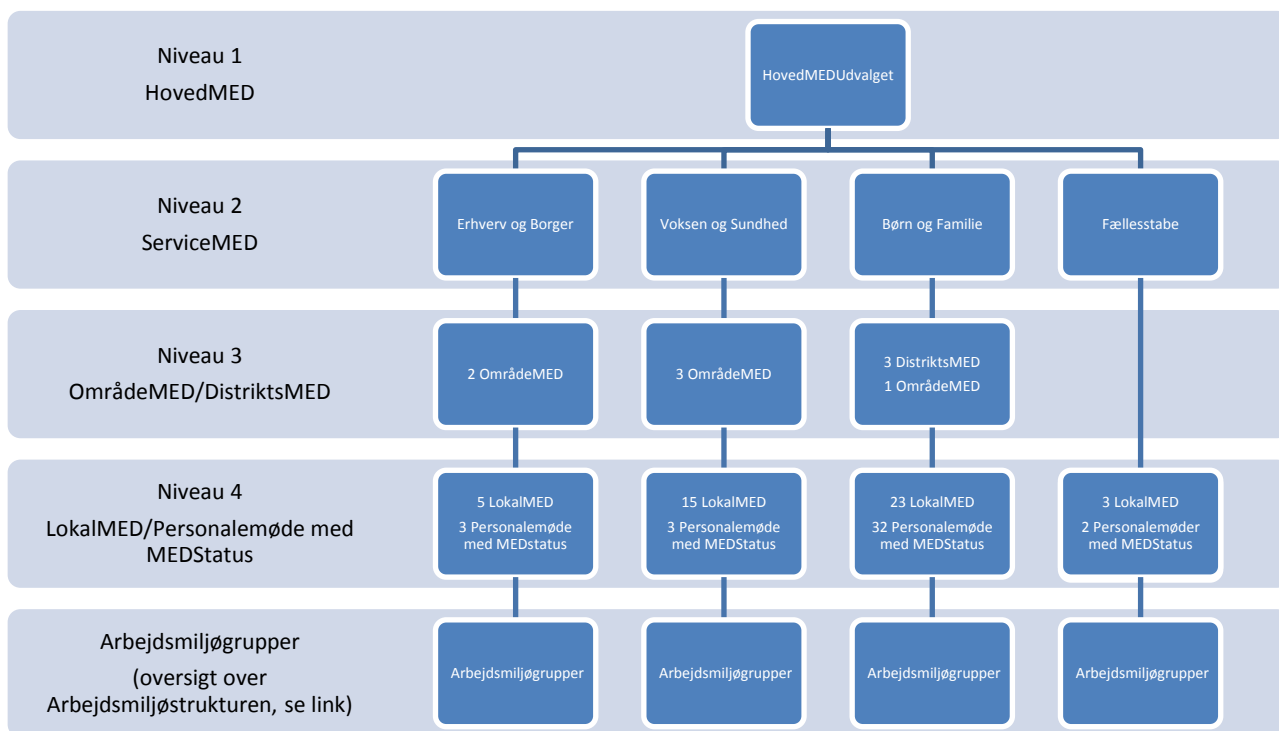 Niveau 1
HovedMED
HovedMEDUdvalget
Niveau 2
ServiceMED
Erhverv og Borger
Voksen og Sundhed
Børn og Familie
Fællesstabe
Niveau 3
OmrådeMED/DistriktsMED
2 OmrådeMED
3 OmrådeMED
3 DistriktsMED
1 OmrådeMED
Niveau 4
LokalMED/Personalemøde med
MEDStatus
5 LokalMED
3 Personalemøde
med MEDstatus
15 LokalMED
3 Personalemøde
med MEDStatus
23 LokalMED
32 Personalemøde
med MEDStatus
3 LokalMED
2 Personalemøder
med MEDStatus
Arbejdsmiljøgrupper
(oversigt over
Arbejdsmiljøstrukturen, se link)
Arbejdsmiljøgrupper
Arbejdsmiljøgrupper
Arbejdsmiljøgrupper
Arbejdsmiljøgrupper